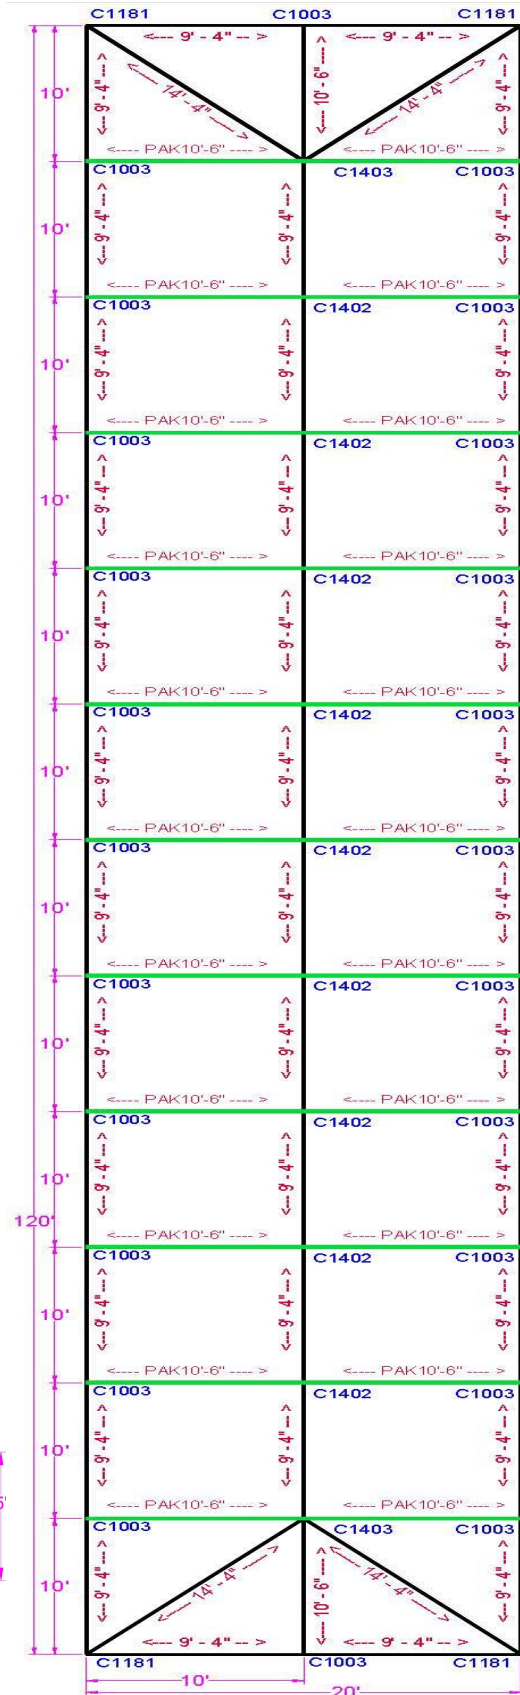 C1181 C1003 C1181
<--- 9' - 4" ---> <--- 9' - 4" --->
10' <---9'-4"----> <--- 14'-4" ---> <--- 10'-6" ---> <--- 14'-4" ---> <---9'-4"---->
<---- PAK10'-6" ---- > <---- PAK10'-6" ---- >
C1003 C1403 C1003
10' <---9'-4"----> <---9'-4"----> <---9'-4"---->
<---- PAK10'-6" ---- > <---- PAK10'-6" ---- >
C1003 C1402 C1003
10' <---9'-4"----> <---9'-4"----> <---9'-4"---->
<---- PAK10'-6" ---- > <---- PAK10'-6" ---- >
C1003 C1402 C1003
10' <---9'-4"----> <---9'-4"----> <---9'-4"---->
<---- PAK10'-6" ---- > <---- PAK10'-6" ---- >
C1003 C1402 C1003
10' <---9'-4"----> <---9'-4"----> <---9'-4"---->
<---- PAK10'-6" ---- > <---- PAK10'-6" ---- >
C1003 C1402 C1003
10' <---9'-4"----> <---9'-4"----> <---9'-4"---->
<---- PAK10'-6" ---- > <---- PAK10'-6" ---- >
C1003 C1402 C1003
10' <---9'-4"----> <---9'-4"----> <---9'-4"---->
<---- PAK10'-6" ---- > <---- PAK10'-6" ---- >
C1003 C1402 C1003
10' <---9'-4"----> <---9'-4"----> <---9'-4"---->
<---- PAK10'-6" ---- > <---- PAK10'-6" ---- >
C1003 C1402 C1003
10' <---9'-4"----> <---9'-4"----> <---9'-4"---->
120'
<---- PAK10'-6" ---- > <---- PAK10'-6" ---- >
C1003 C1402 C1003
10' <---9'-4"----> <---9'-4"----> <---9'-4"---->
<---- PAK10'-6" ---- > <---- PAK10'-6" ---- >
C1003 C1402 C1003
10' <---9'-4"----> <---9'-4"----> <---9'-4"---->
<---- PAK10'-6" ---- > <---- PAK10'-6" ---- >
C1003 C1403 C1003
10' <---9'-4"----> <--- 14'-4" ---> <--- 10'-6" ---> <--- 14'-4" ---> <---9'-4"---->
<--- 9' - 4" ---> <--- 9' - 4" --->
C1181 C1003 C1181
10'
20'